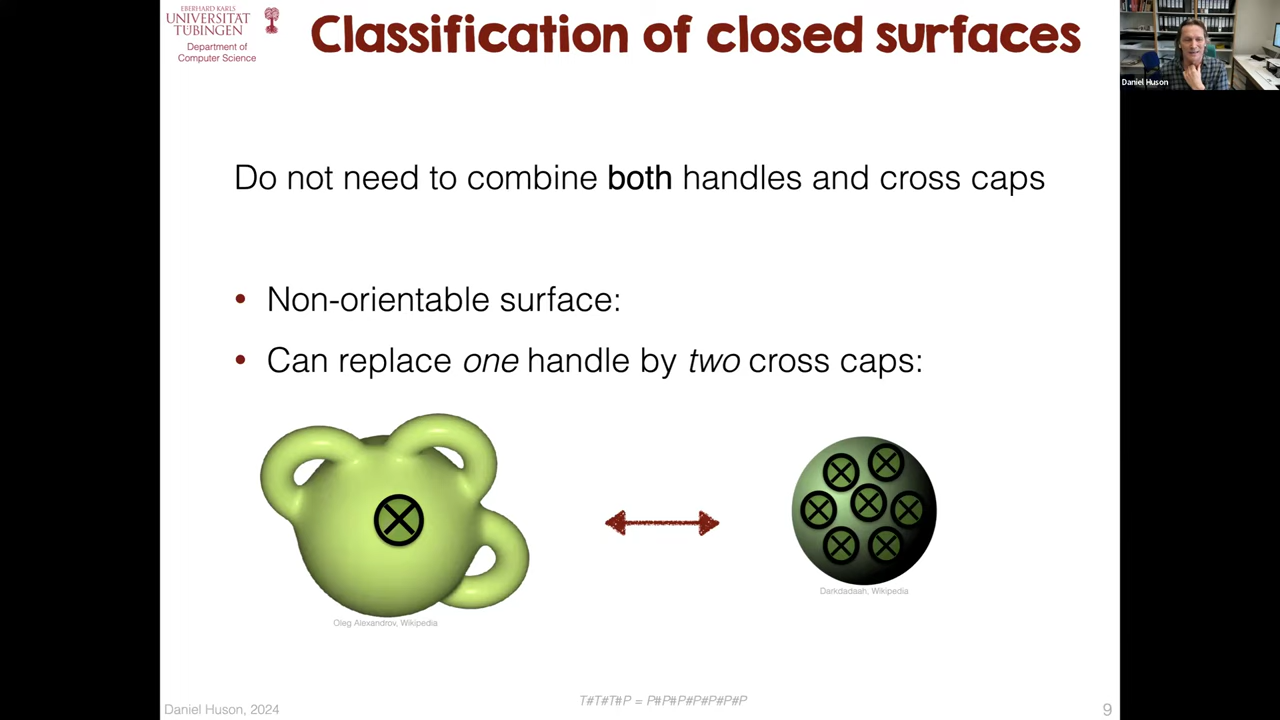 EBERHARD KARLS
UNIVERSITÄT
TÜBINGEN
Department of
Computer Science
Classification of closed surfaces
Daniel Huson
Do not need to combine both handles and cross caps
• Non-orientable surface:
• Can replace one handle by two cross caps:
Oleg Alexandrov, Wikipedia
Darkdadaah, Wikipedia
Daniel Huson, 2024
T#T#T#P = P#P#P#P#P#P#P
9